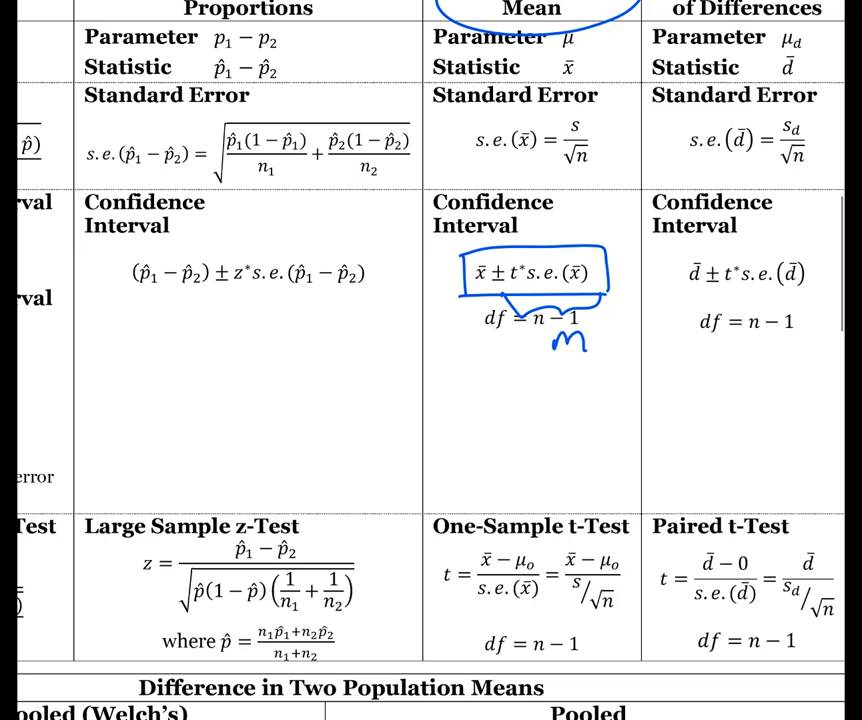 Proportions
Mean
of Differences
Parameter p₁ − p₂
Statistic p̂₁ − p̂₂
Parameter μ
Statistic x̄
Parameter μ_d
Statistic d̄
p̂)
Standard Error
s.e.(p̂₁ − p̂₂) = √(p̂₁(1 − p̂₁)/n₁ + p̂₂(1 − p̂₂)/n₂)
Standard Error
s.e.(x̄) = s/√n
Standard Error
s.e.(d̄) = s_d/√n
rval
rval
error
Confidence
Interval
(p̂₁ − p̂₂) ± z*s.e.(p̂₁ − p̂₂)
Confidence
Interval
x̄ ± t*s.e.(x̄)
df = n − 1
m
Confidence
Interval
d̄ ± t*s.e.(d̄)
df = n − 1
Test
Large Sample z-Test
z = (p̂₁ − p̂₂)/√(p̂(1 − p̂)(1/n₁ + 1/n₂))
where p̂ = (n₁p̂₁+n₂p̂₂)/(n₁+n₂)
One-Sample t-Test
t = (x̄ − μₒ)/s.e.(x̄) = (x̄ − μₒ)/(s/√n)
df = n − 1
Paired t-Test
t = (d̄ − 0)/s.e.(d̄) = d̄/(s_d/√n)
df = n − 1
Difference in Two Population Means
ooled (Welch's)
Pooled